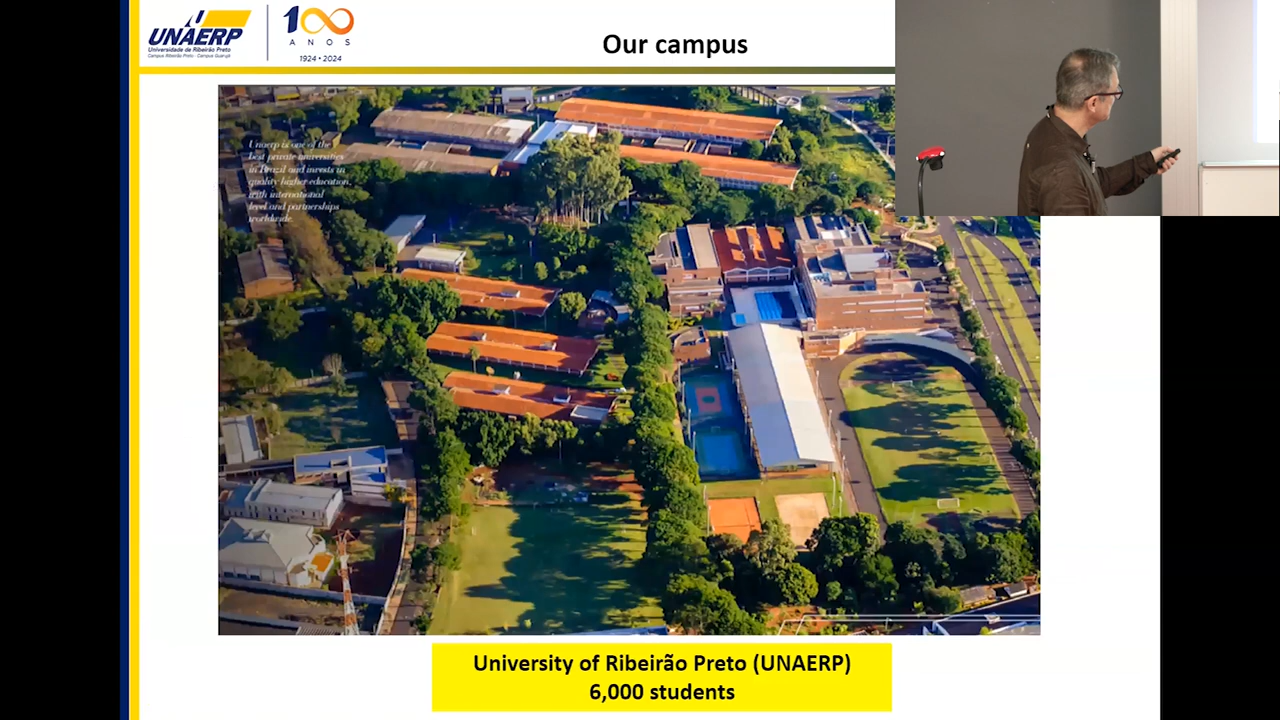 UNAERP
Universidade de Ribeirão Preto
Campus Ribeirão Preto - Campus Guarujá
100
ANOS
1924 • 2024
Our campus
Unaerp is one of the
best private universities
in Brazil and invests in
quality higher education,
with international
level and partnerships
worldwide.
University of Ribeirão Preto (UNAERP)
6,000 students